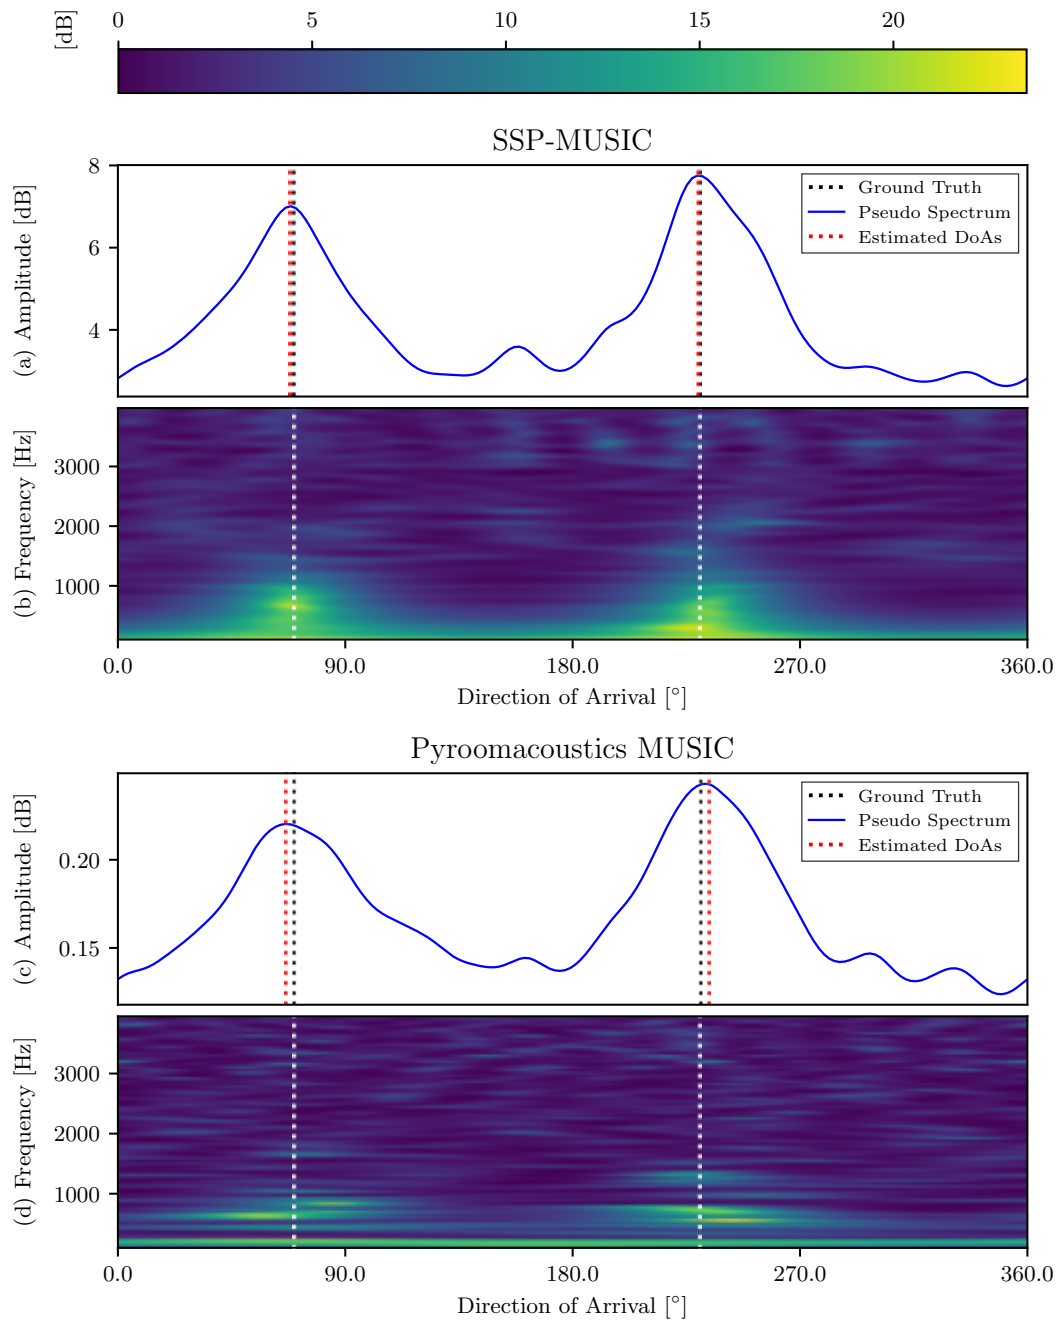 [dB]
0 5 10 15 20
SSP-MUSIC
(a) Amplitude [dB]
8
6
4
Ground Truth
Pseudo Spectrum
Estimated DoAs
(b) Frequency [Hz]
3000
2000
1000
0.0 90.0 180.0 270.0 360.0
Direction of Arrival [°]
Pyroomacoustics MUSIC
(c) Amplitude [dB]
0.20
0.15
Ground Truth
Pseudo Spectrum
Estimated DoAs
(d) Frequency [Hz]
3000
2000
1000
0.0 90.0 180.0 270.0 360.0
Direction of Arrival [°]